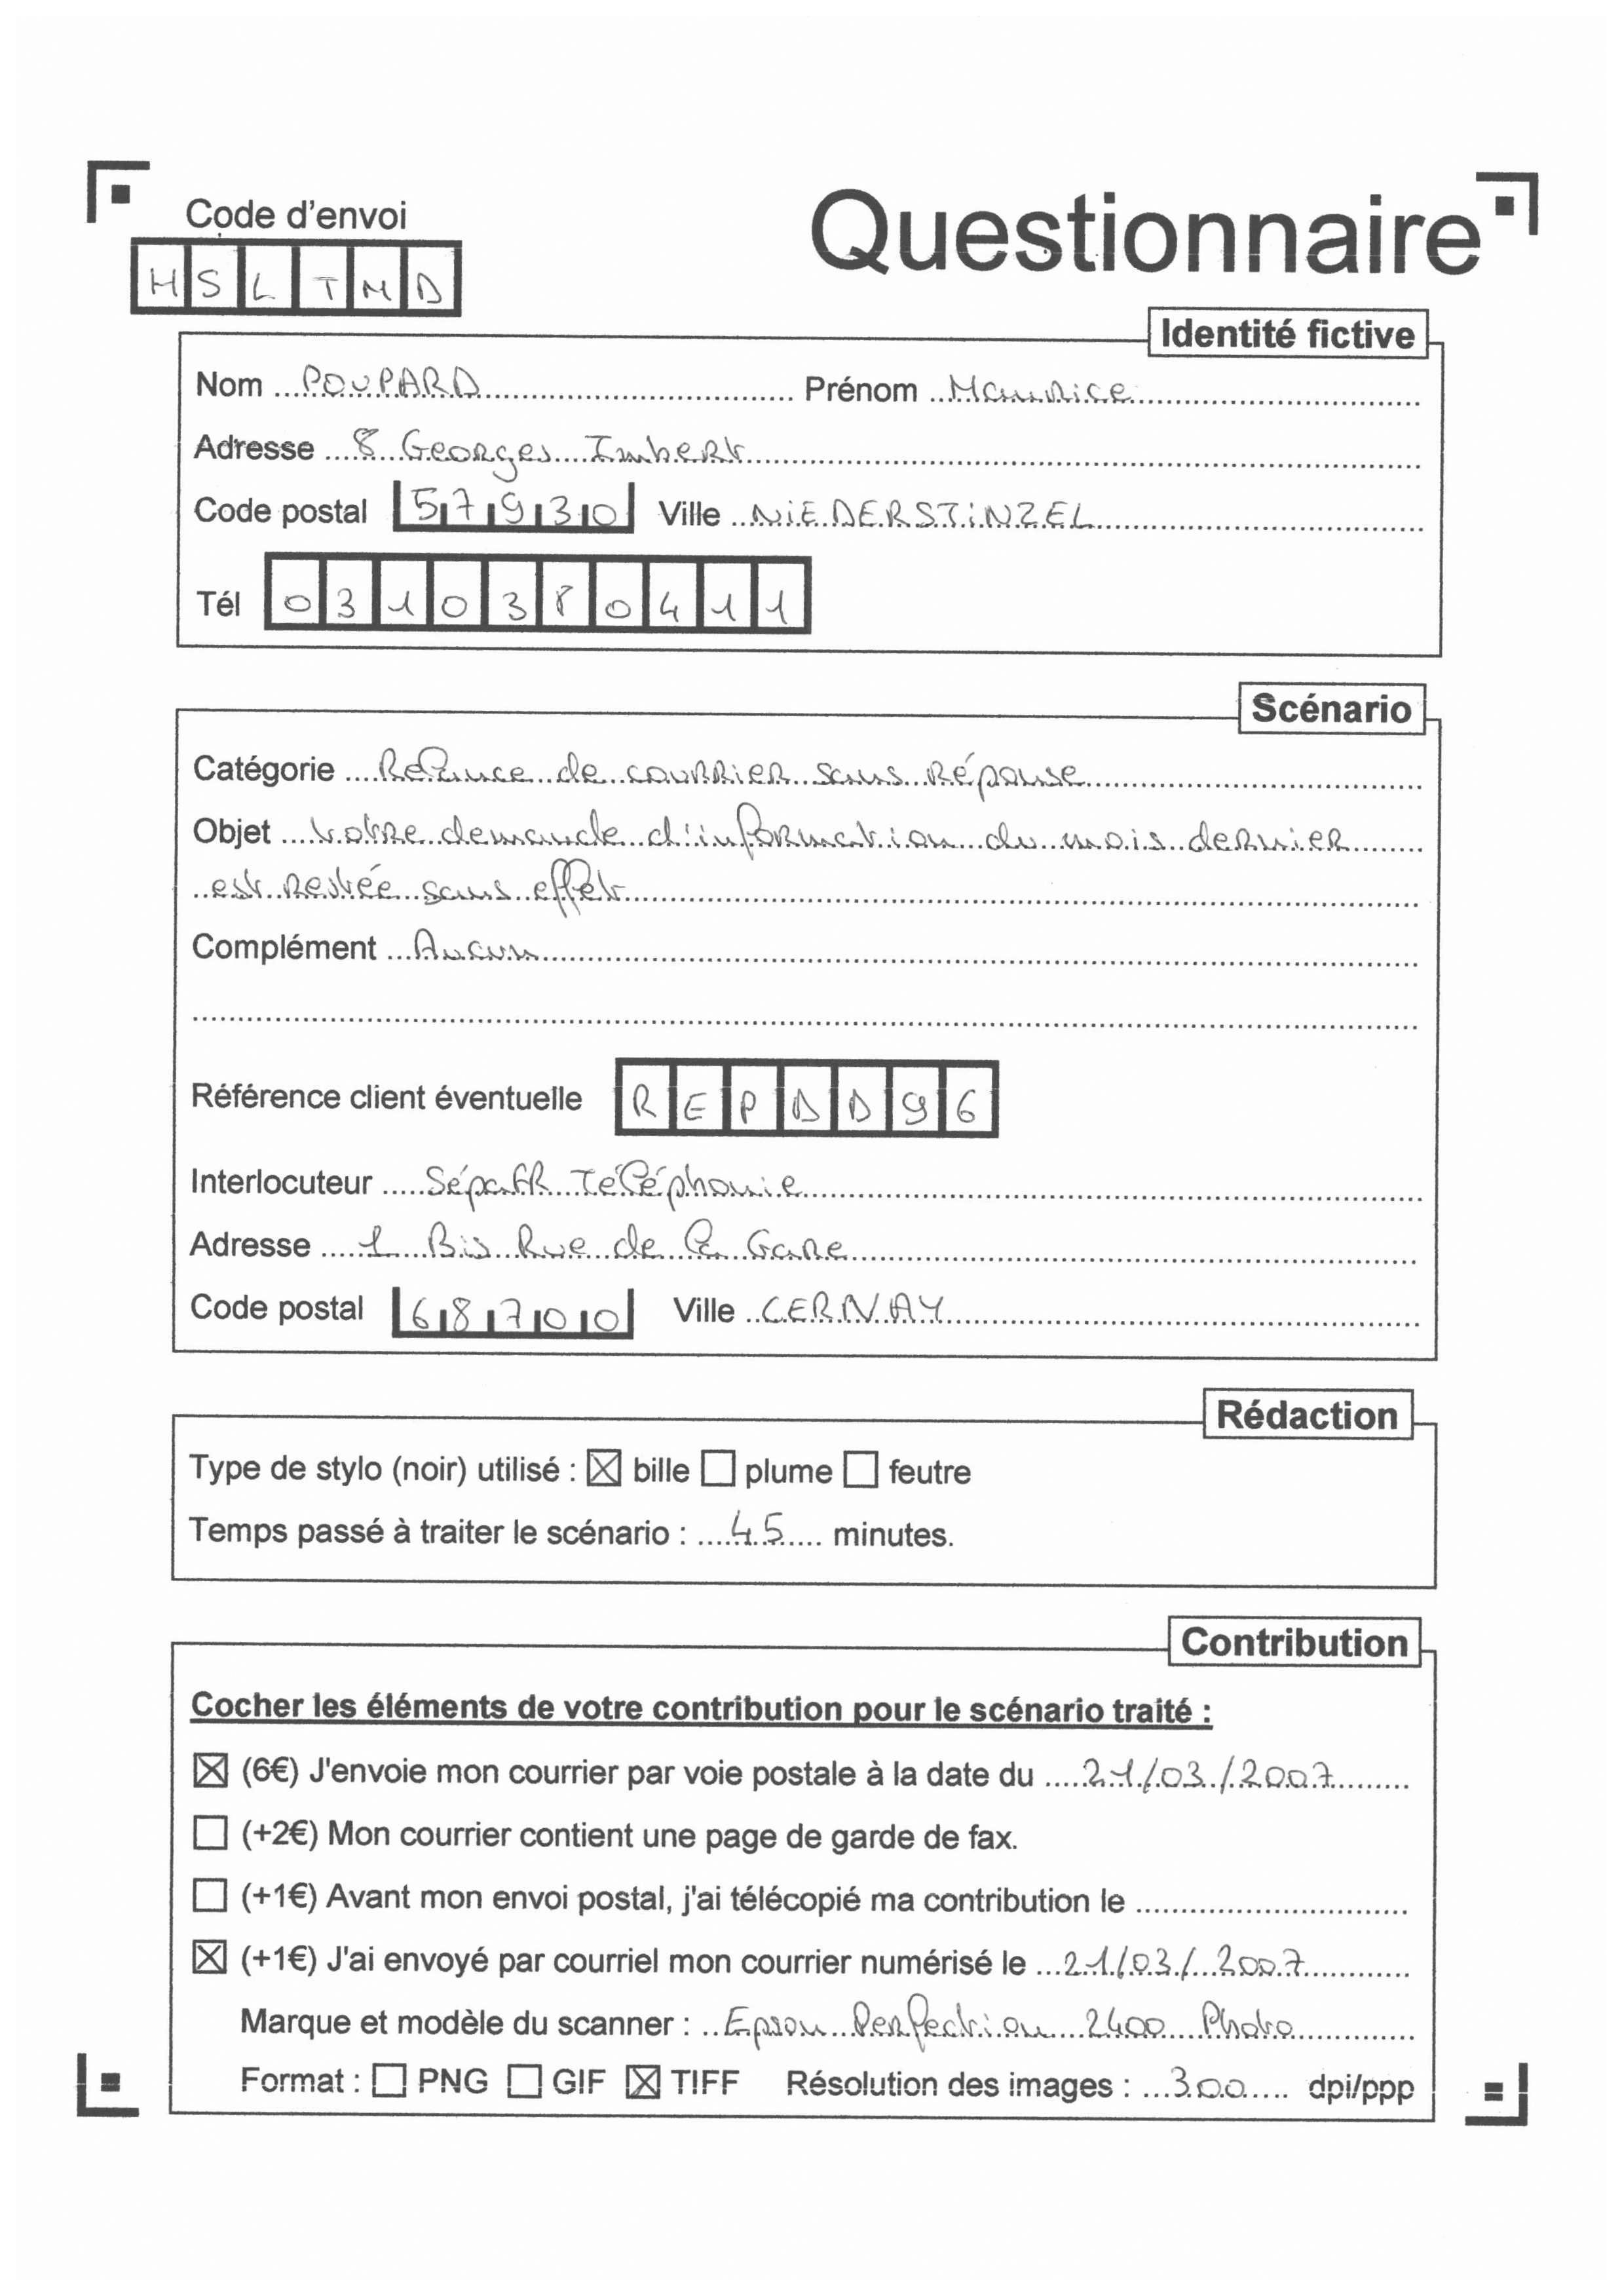 Code d'envoi
Questionnaire
HSLTMD
Identité fictive
Nom POUPARD Prénom Maurice
Adresse 8 Georges Imbert
Code postal 57930 Ville NiEDERSTiNZEL
Tél 0310380411
Scénario
Catégorie Relance de courrier sans réponse
Objet Votre demande d'information du mois dernier
est restée sans effet
Complément Aucun
Référence client éventuelle REPDD96
Interlocuteur Téléphonie
Adresse 1 Bis Rue de la Gare
Code postal 68700 Ville CERNAY
Rédaction
Type de stylo (noir) utilisé : ☒ bille ☐ plume ☐ feutre
Temps passé à traiter le scénario : 45 minutes.
Contribution
Cocher les éléments de votre contribution pour le scénario traité :
☒ (6€) J'envoie mon courrier par voie postale à la date du 21/03/2007
☐ (+2€) Mon courrier contient une page de garde de fax.
☐ (+1€) Avant mon envoi postal, j'ai télécopié ma contribution le
☒ (+1€) J'ai envoyé par courriel mon courrier numérisé le 21/03/2007
Marque et modèle du scanner : Epson Perfection 2400 Photo
Format : ☐ PNG ☐ GIF ☒ TIFF Résolution des images : 300 dpi/ppp